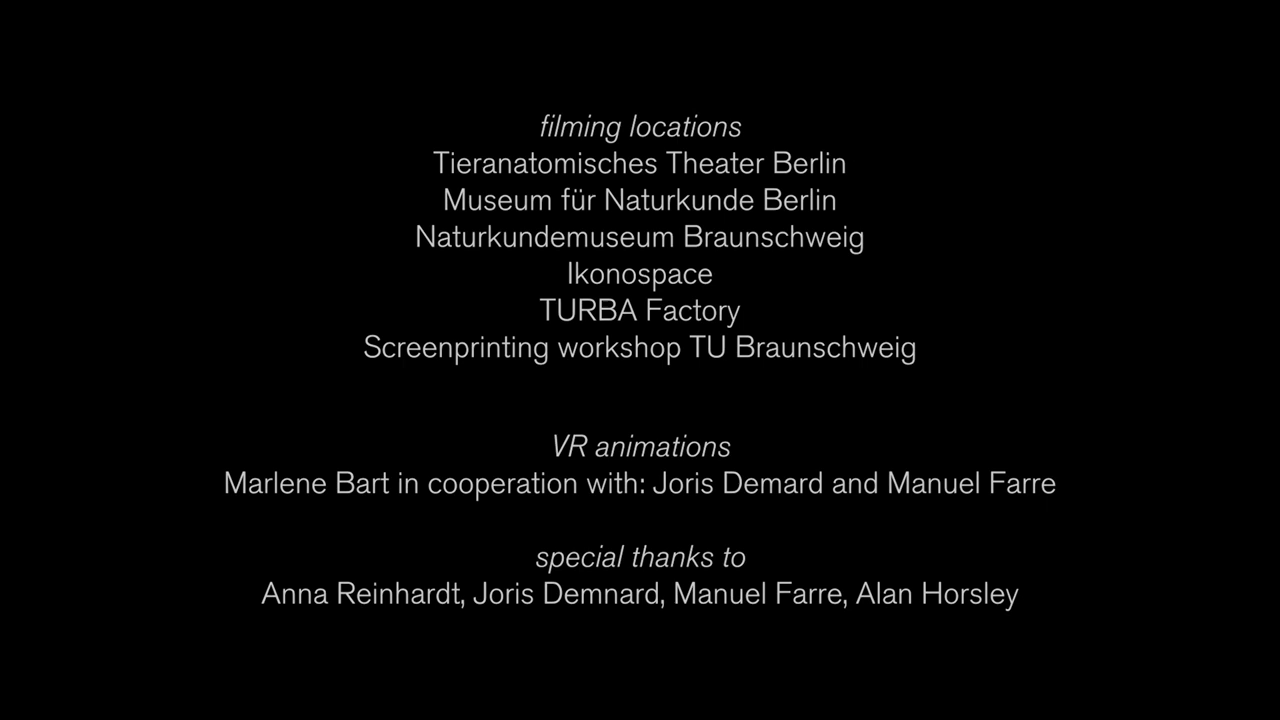 filming locations
Tieranatomisches Theater Berlin
Museum für Naturkunde Berlin
Naturkundemuseum Braunschweig
Ikonospace
TURBA Factory
Screenprinting workshop TU Braunschweig
VR animations
Marlene Bart in cooperation with: Joris Demard and Manuel Farre
special thanks to
Anna Reinhardt, Joris Demnard, Manuel Farre, Alan Horsley